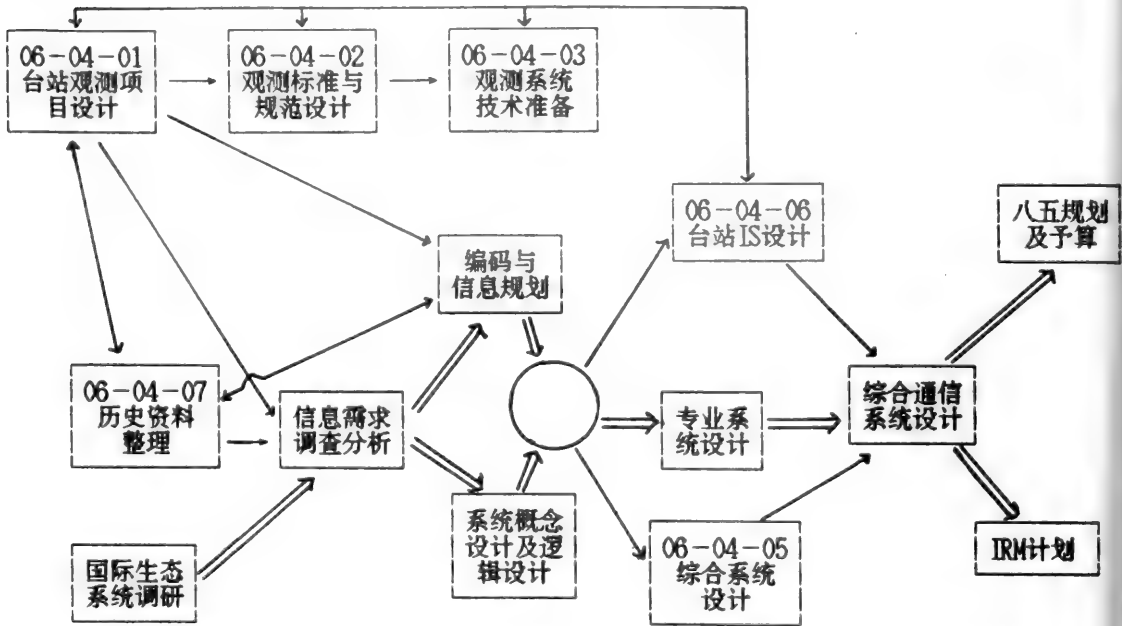 06-04-01
台站观测项
目设计
06-04-02
观测标准与
规范设计
06-04-03
观测系统
技术准备
06-04-06
台站IS设计
八五规划
及予算
编码与
信息规划
06-04-07
历史资料
整理
信息需求
调查分析
专业系
统设计
综合通信
系统设计
系统概念
设计及逻
辑设计
06-04-05
综合系统
设计
IRM计划
国际生态
系统调研